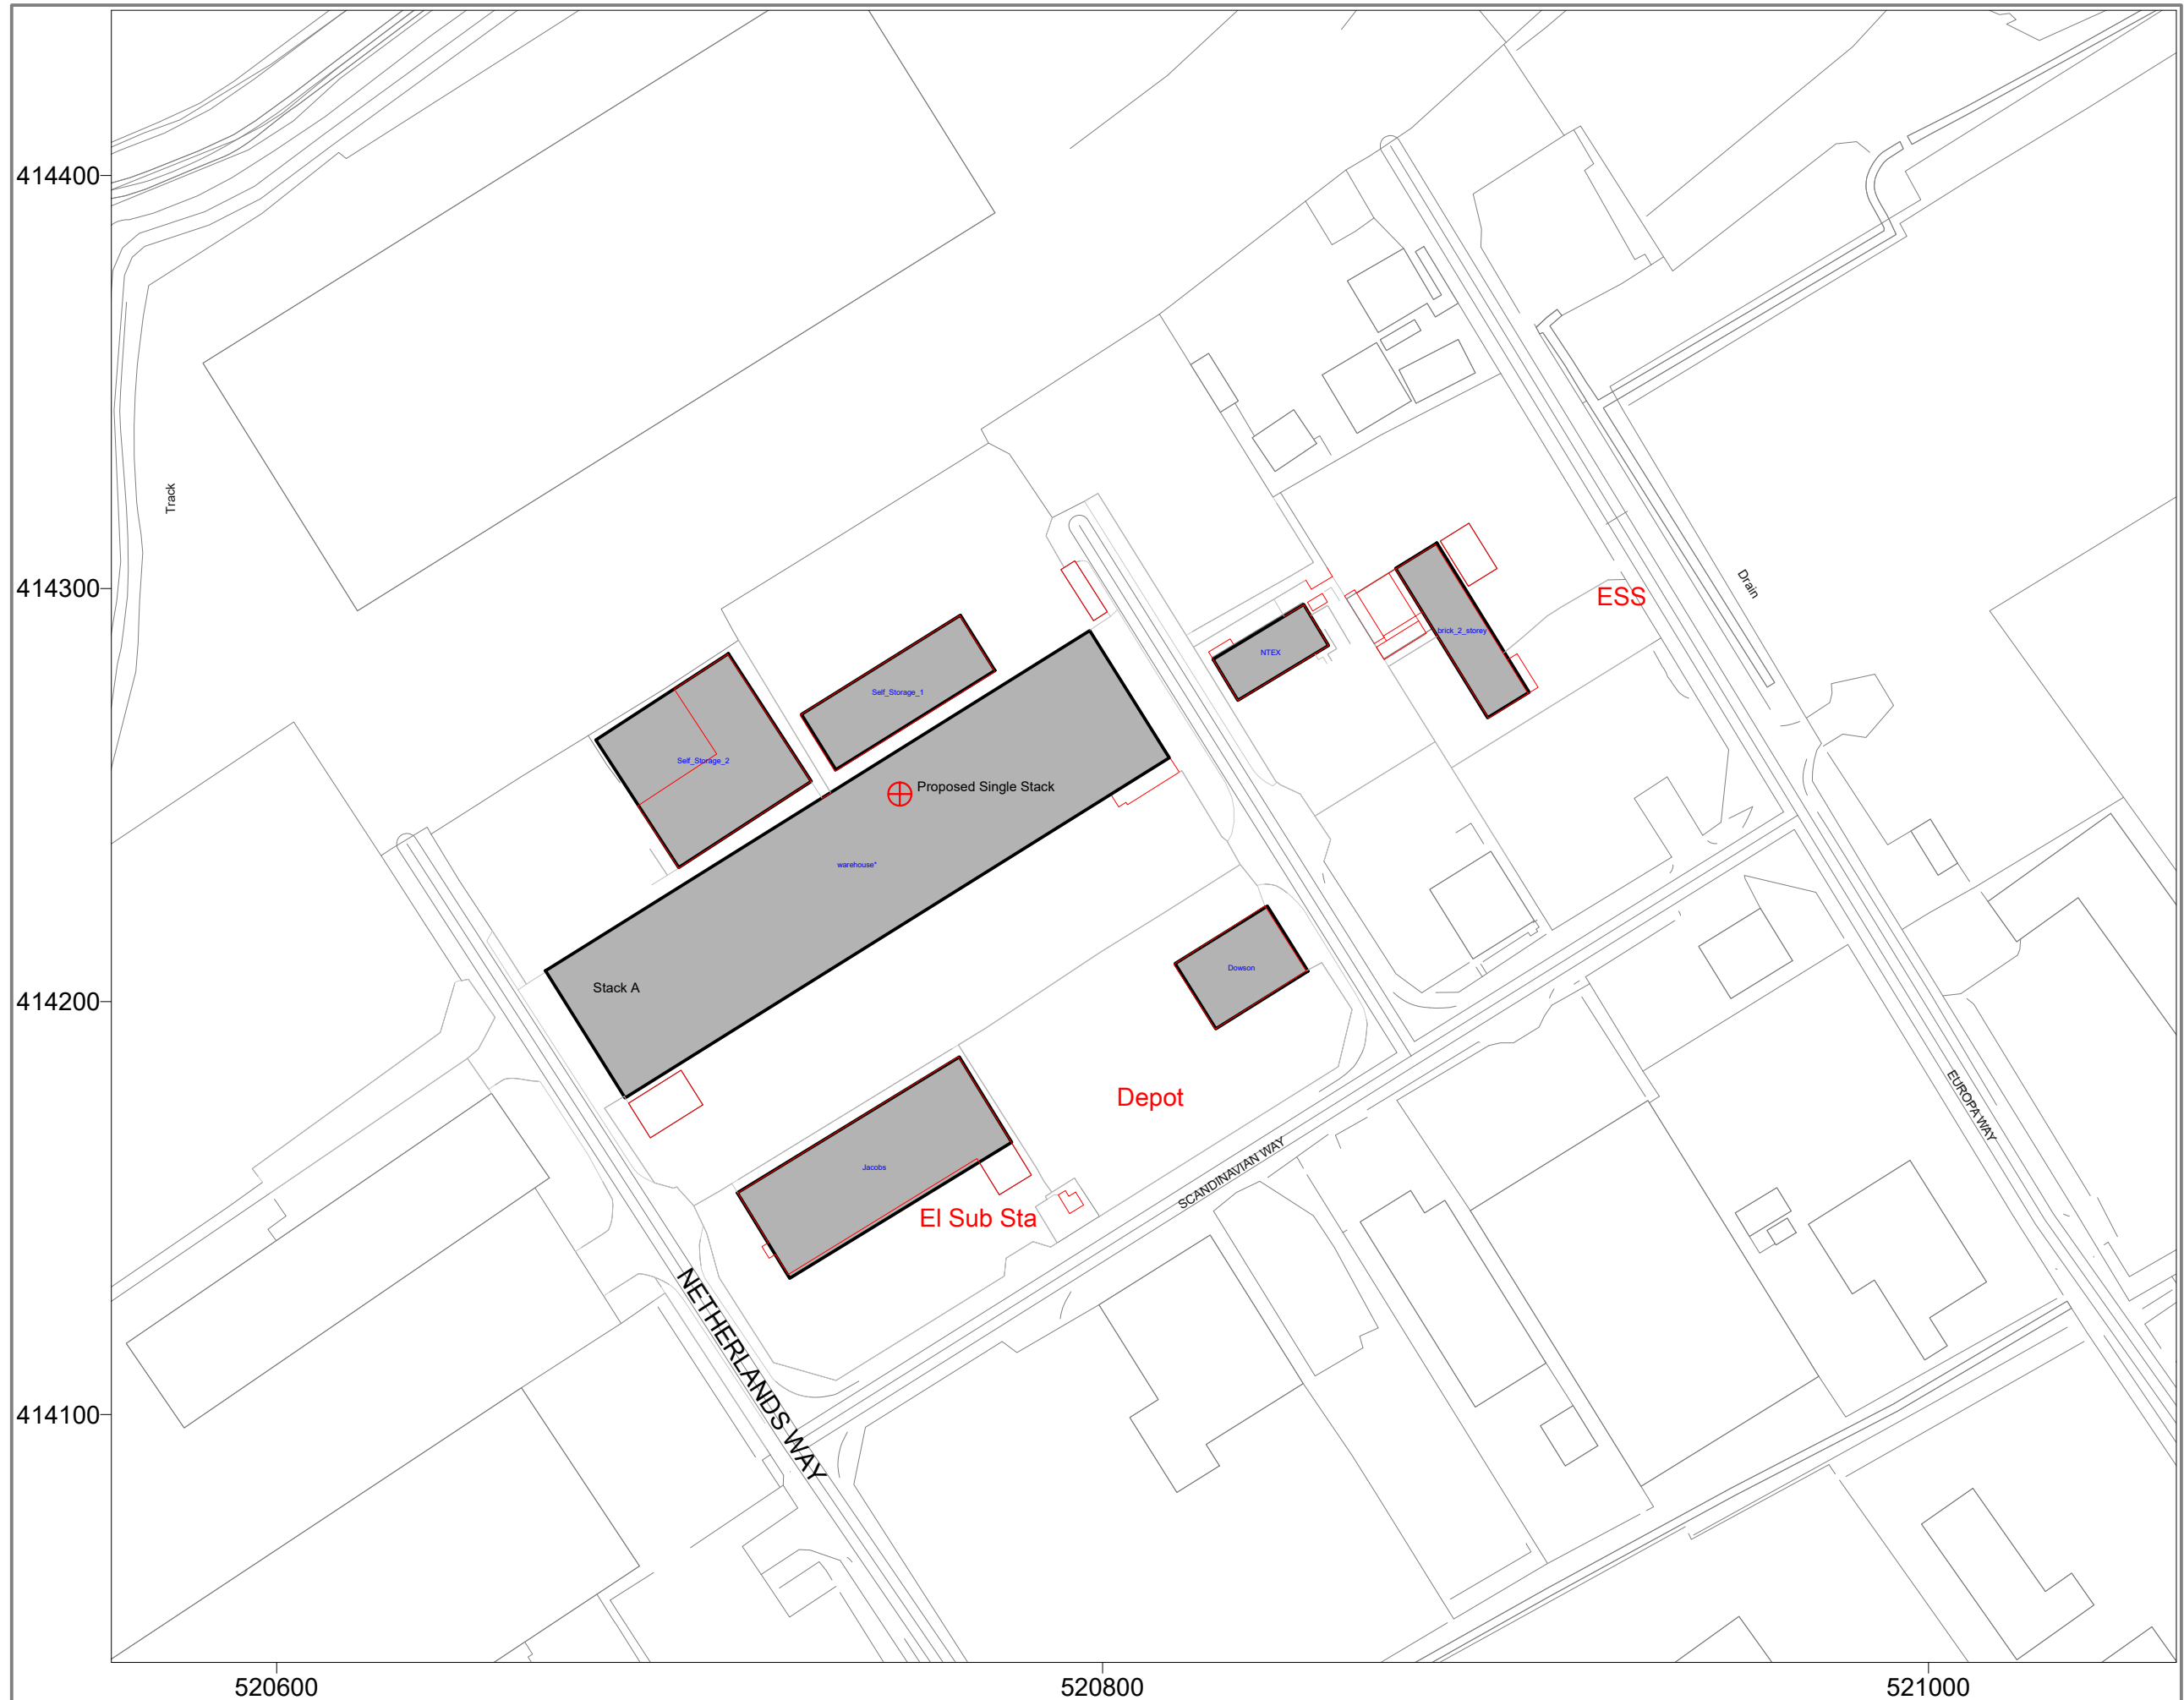 414400
Track
414300
ESS
Drain
brick_2_storey
NTEX
Self_Storage_1
Self_Storage_2
Proposed Single Stack
warehouse*
Dowson
Stack A
414200
Depot
EUROPA WAY
SCANDINAVIAN WAY
Jacobs
El Sub Sta
NETHERLANDS WAY
414100
520600
520800
521000